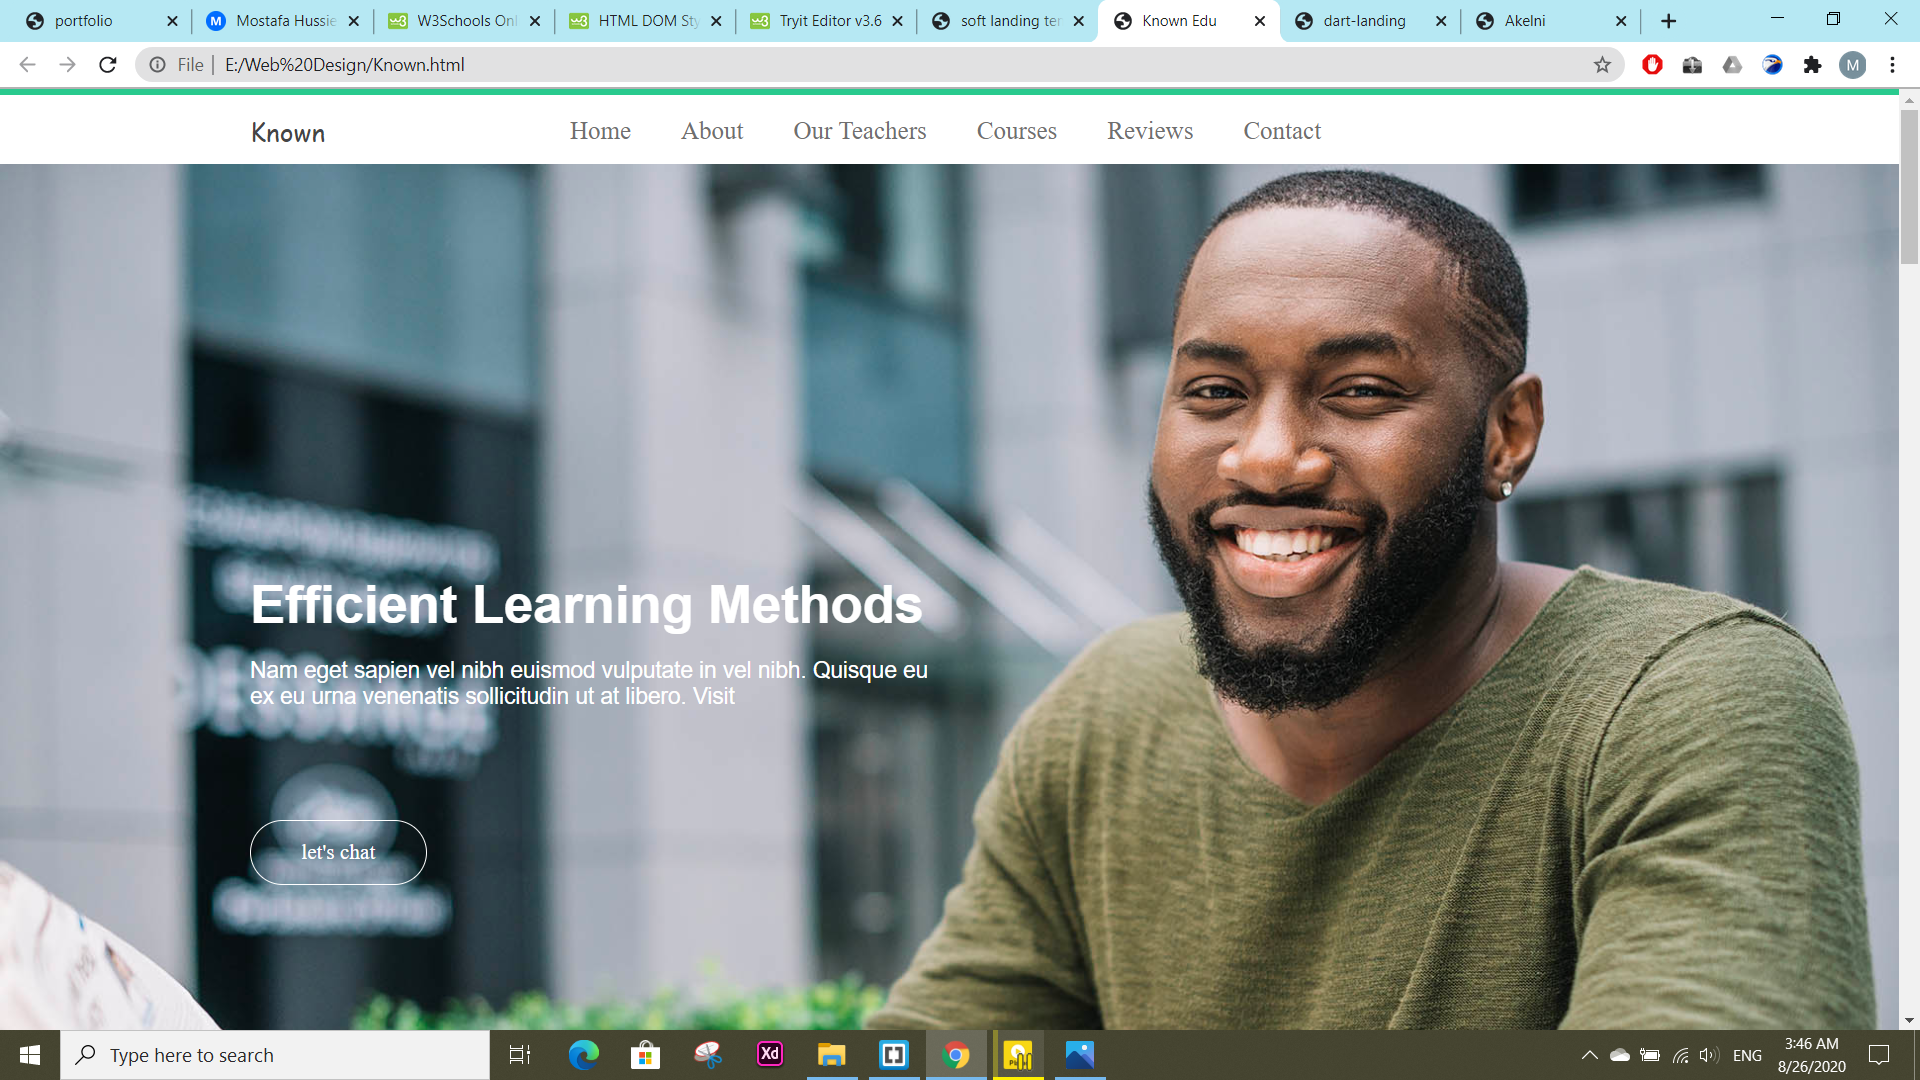 portfolio
Mostafa Hussie
W3Schools Onl
HTML DOM Sty
Tryit Editor v3.6
soft landing tem
Known Edu
dart-landing
Akelni
File | E:/Web%20Design/Known.html
M
Known
Home
About
Our Teachers
Courses
Reviews
Contact
Efficient Learning Methods
Nam eget sapien vel nibh euismod vulputate in vel nibh. Quisque eu
ex eu urna venenatis sollicitudin ut at libero. Visit
let's chat
Type here to search
Xd
ENG
3:46 AM
8/26/2020